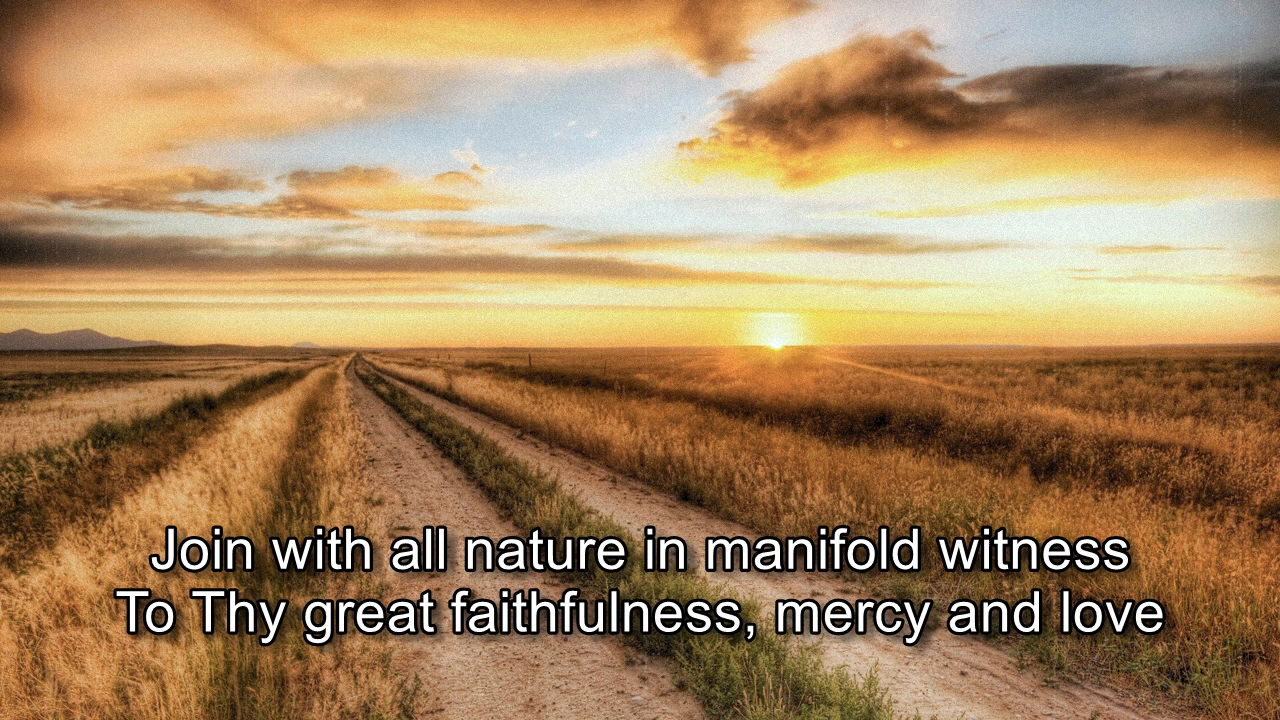 Join with all nature in manifold witness
To Thy great faithfulness, mercy and love